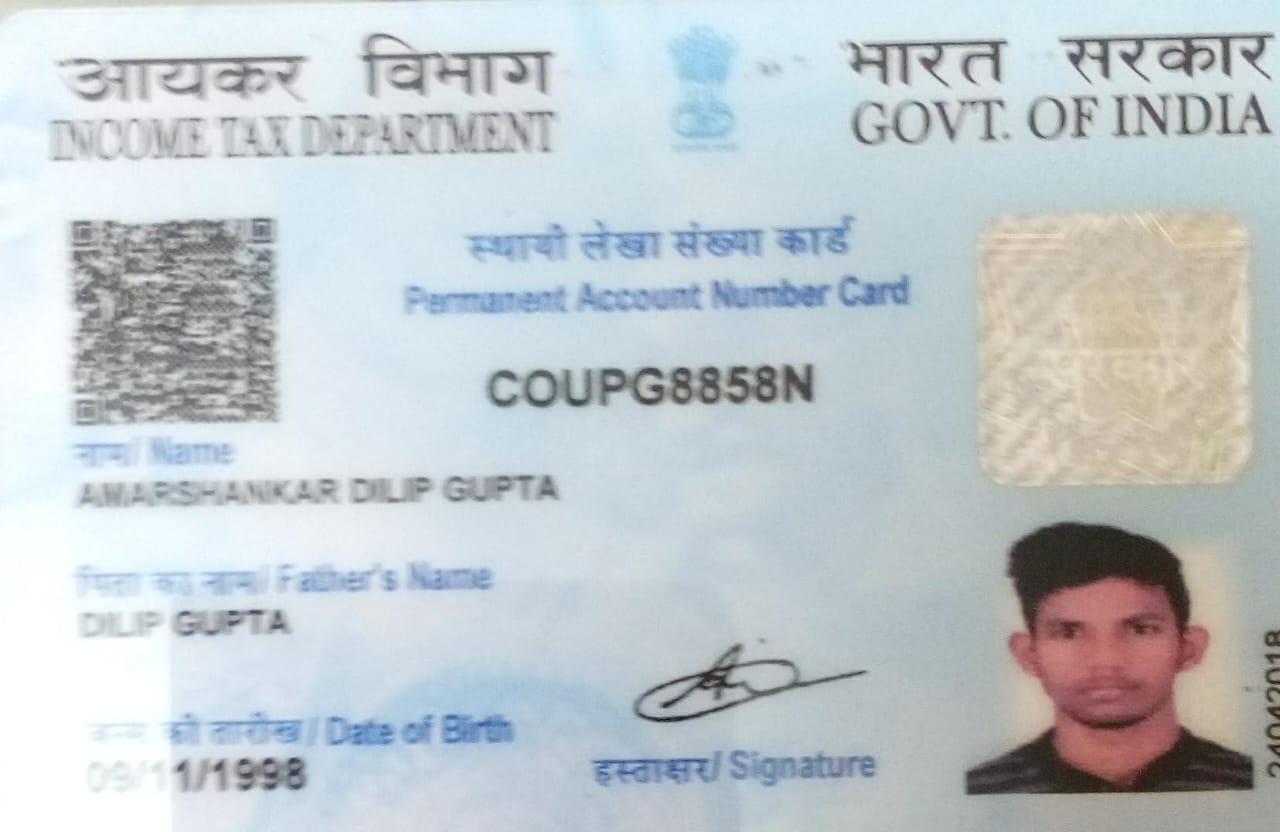 आयकर विभाग
INCOME TAX DEPARTMENT
भारत सरकार
GOVT. OF INDIA
स्थायी लेखा संख्या कार्ड
Permanent Account Number Card
COUPG8858N
नाम/ Name
AMARSHANKAR DILIP GUPTA
पिता का नाम/ Father's Name
DILIP GUPTA
जन्म की तारीख / Date of Birth
09/11/1998
हस्ताक्षर/ Signature
24042018